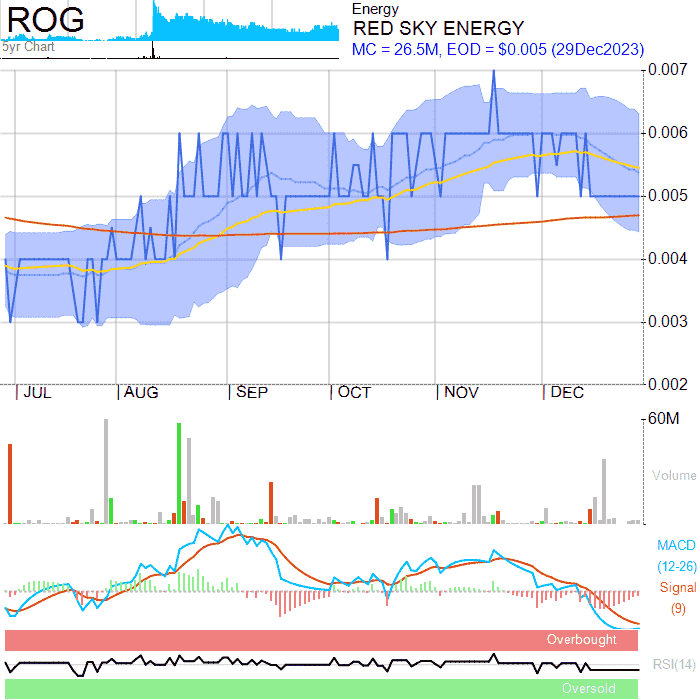 ROG
5yr Chart
Energy
RED SKY ENERGY
MC = 26.5M, EOD = $0.005 (29Dec2023)
0.007
0.006
0.005
0.004
0.003
0.002
JUL AUG SEP OCT NOV DEC
60M
Volume
MACD
(12-26)
Signal
(9)
Overbought
RSI(14)
Oversold